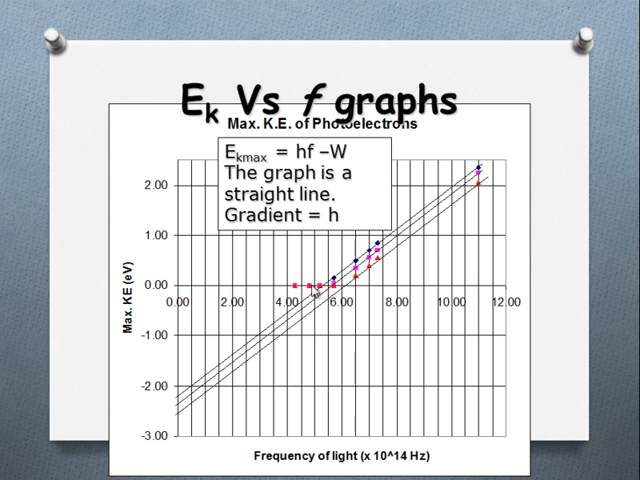 Ek Vs f graphs
Max. K.E. of Photoelectrons
Ekmax = hf –W
The graph is a
straight line.
Gradient = h
2.00
1.00
0.00
-1.00
-2.00
-3.00
0.00 2.00 4.00 6.00 8.00 10.00 12.00
Max. KE (eV)
Frequency of light (x 10^14 Hz)